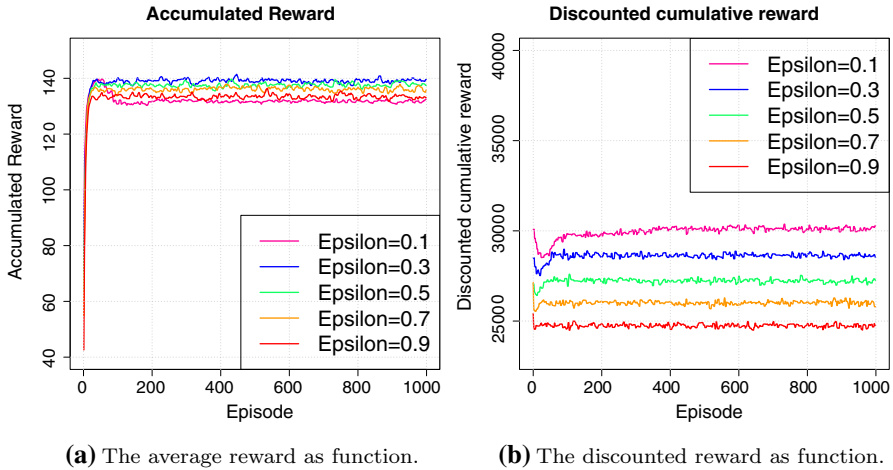 Accumulated Reward
Accumulated Reward
140
120
100
80
60
40
0
200
400
600
800
1000
Episode
Epsilon=0.1
Epsilon=0.3
Epsilon=0.5
Epsilon=0.7
Epsilon=0.9
(a) The average reward as function.
Discounted cumulative reward
Discounted cumulative reward
40000
35000
30000
25000
0
200
400
600
800
1000
Episode
Epsilon=0.1
Epsilon=0.3
Epsilon=0.5
Epsilon=0.7
Epsilon=0.9
(b) The discounted reward as function.